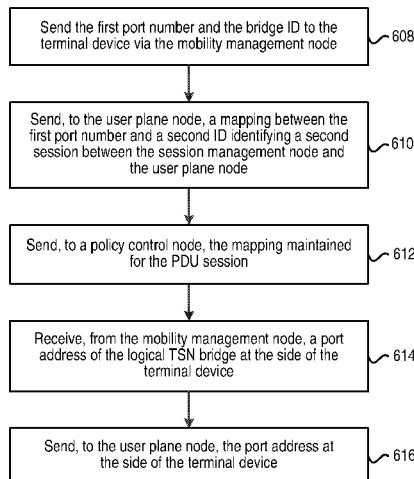 Send the first port number and the bridge ID to the
terminal device via the mobility management node
608
Send, to the user plane node, a mapping between the
first port number and a second ID identifying a second
session between the session management node and
the user plane node
610
Send, to a policy control node, the mapping maintained
for the PDU session
612
Receive, from the mobility management node, a port
address of the logical TSN bridge at the side of the
terminal device
614
Send, to the user plane node, the port address at
the side of the terminal device
616